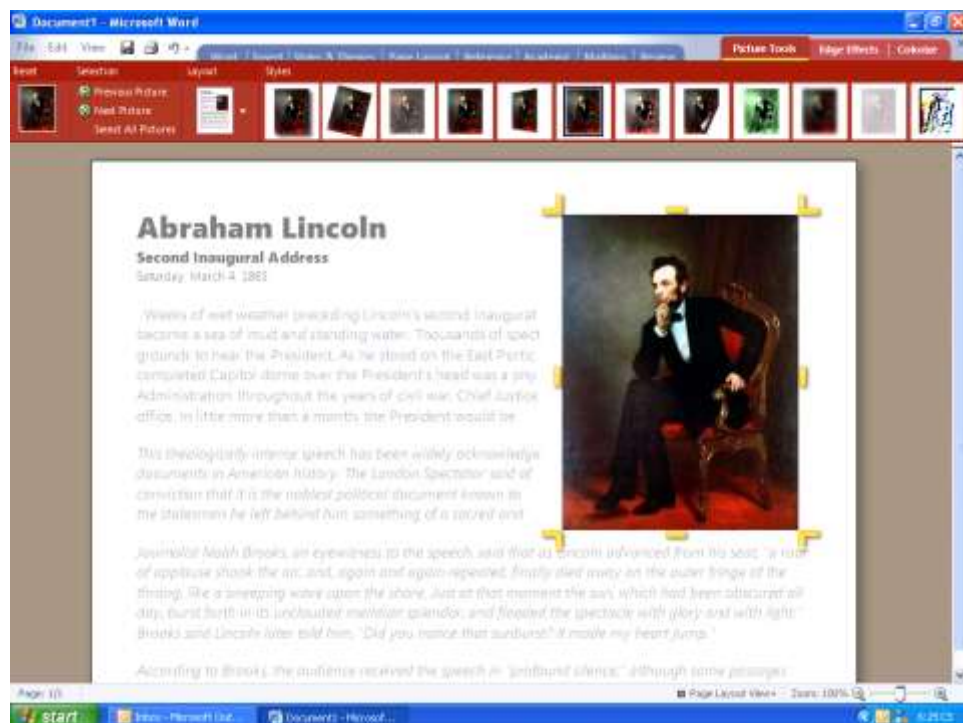 Document1 - Microsoft Word
File Edit View
Picture Tools Edge Effects Colorize
Reset Selection Layout Styles
Previous Picture
Next Picture
Select All Pictures
Abraham Lincoln
Second Inaugural Address
Saturday, March 4, 1865
Weeks of wet weather preceding Lincoln's second inaugurat
become a sea of mud and standing water. Thousands of spect
grounds to hear the President. As he stood on the East Portic
completed Capitol dome over the President's head was a phy
Administration throughout the years of civil war. Chief Justice
office. In little more than a month, the President would be
This theologically intense speech has been widely acknowledge
documents in American history. The London Spectator said of
conviction that it is the noblest political document known to
the statesmen he left behind him something of a sacred and
Journalist Noah Brooks, an eyewitness to the speech, said that as Lincoln advanced from his seat, "a roar
of applause shook the air, and, again and again repeated, finally died away on the outer fringe of the
throng, like a sweeping wave upon the shore. Just at that moment the sun, which had been obscured all
day, burst forth in its unclouded meridian splendor, and flooded the spectacle with glory and with light."
Brooks said Lincoln later told him, "Did you notice that sunburst? It made my heart jump."
According to Brooks, the audience received the speech in "profound silence," although some passages
Page: 1/1 Page Layout View Zoom: 100%
start Inbox - Microsoft Out... Document1 - Microsof...